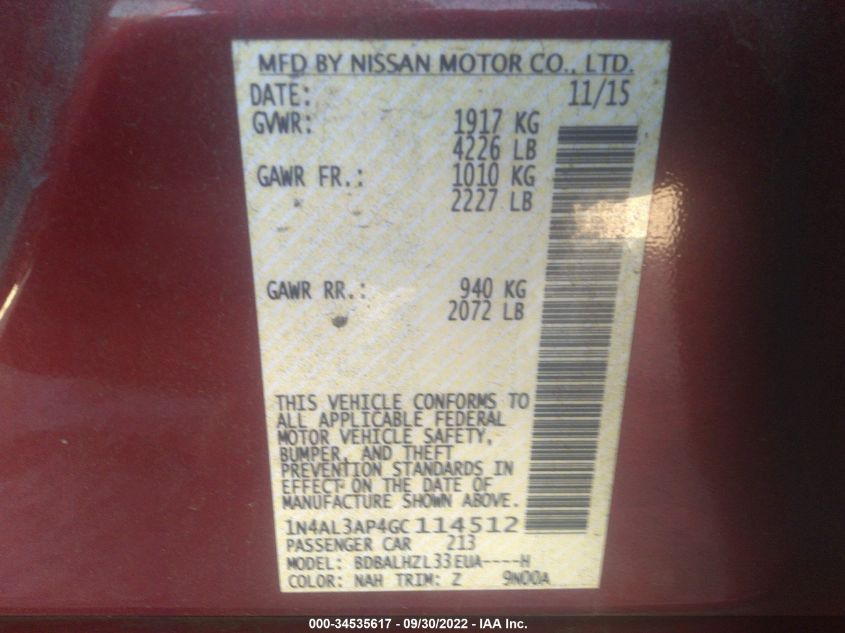 MFD BY NISSAN MOTOR CO., LTD.
DATE: 11/15
GVWR: 1917 KG
4226 LB
GAWR FR.: 1010 KG
2227 LB
GAWR RR.: 940 KG
2072 LB
THIS VEHICLE CONFORMS TO
ALL APPLICABLE FEDERAL
MOTOR VEHICLE SAFETY,
BUMPER, AND THEFT
PREVENTION STANDARDS IN
EFFECT ON THE DATE OF
MANUFACTURE SHOWN ABOVE.
1N4AL3AP4GC114512
PASSENGER CAR 213
MODEL: BDBALHZL33EUA----H
COLOR: NAH TRIM: Z 9N00A
000-34535617 - 09/30/2022 - IAA Inc.